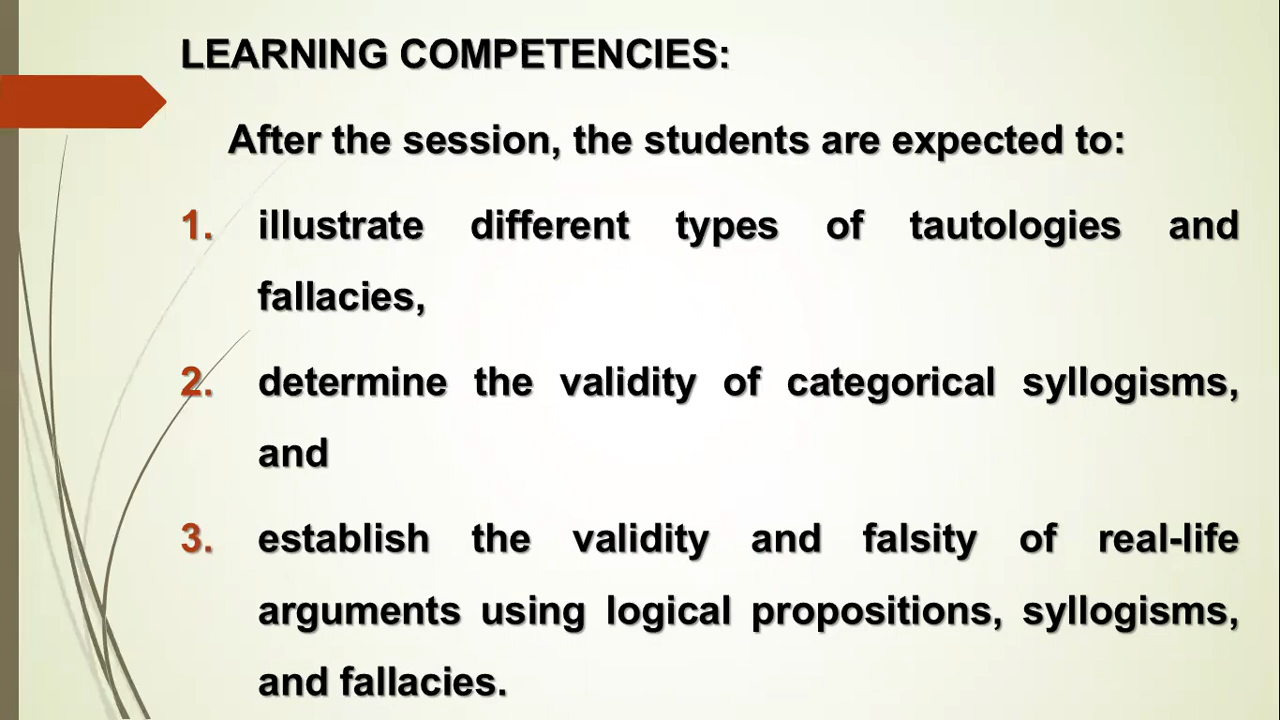 LEARNING COMPETENCIES:
After the session, the students are expected to:
1. illustrate different types of tautologies and
fallacies,
2. determine the validity of categorical syllogisms,
and
3. establish the validity and falsity of real-life
arguments using logical propositions, syllogisms,
and fallacies.